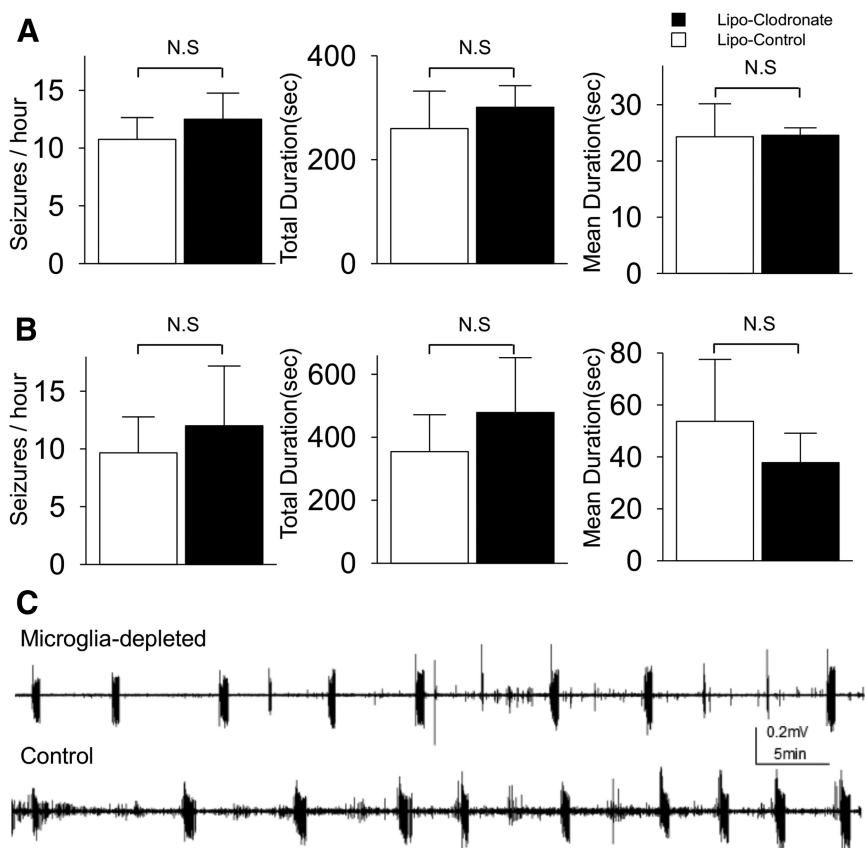 A
Lipo-Clodronate
Lipo-Control
N.S
N.S
N.S
Seizures / hour
15
10
5
0
Total Duration(sec)
400
200
0
Mean Duration(sec)
30
20
10
0
B
N.S
N.S
N.S
Seizures / hour
15
10
5
0
Total Duration(sec)
600
400
200
0
Mean Duration(sec)
80
60
40
20
0
C
Microglia-depleted
0.2mV
5min
Control